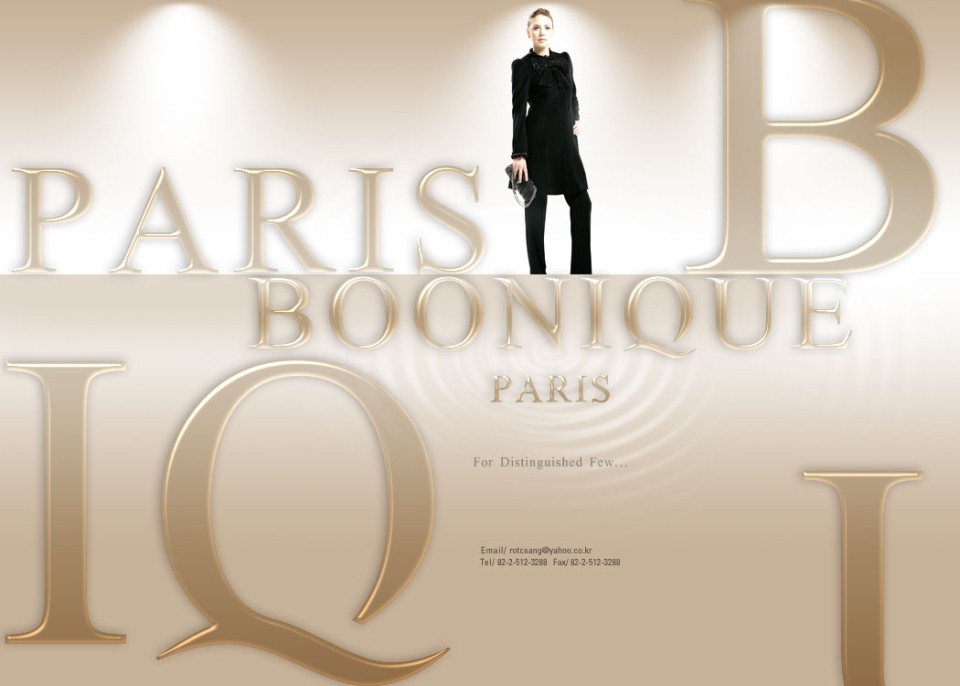 B
PARIS
BOONIQUE
IQ
PARIS
For Distinguished Few...
I
Email/ rotcsang@yahoo.co.kr
Tel/ 82-2-512-3288 Fax/ 82-2-512-3288